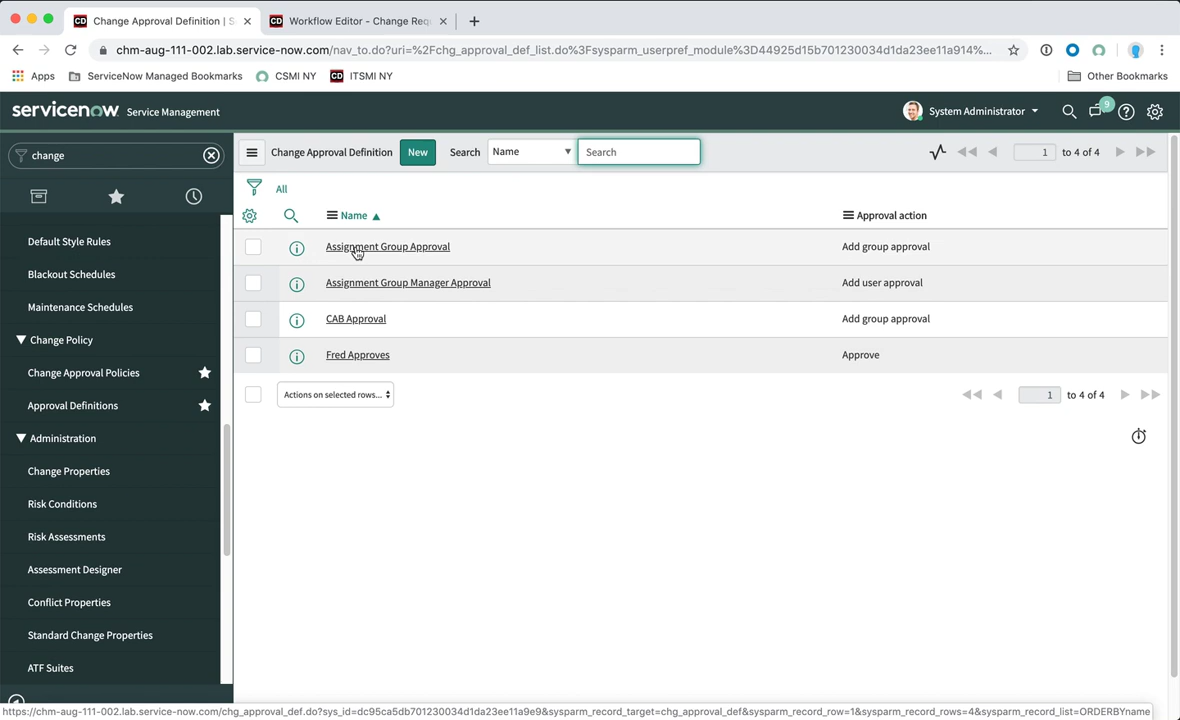 Change Approval Definition | S
Workflow Editor - Change Req
chm-aug-111-002.lab.service-now.com/nav_to.do?uri=%2Fchg_approval_def_list.do%3Fsysparm_userpref_module%3D44925d15b701230034d1da23ee11a914%...
Apps
ServiceNow Managed Bookmarks
CSMI NY
CD
ITSMI NY
Other Bookmarks
servicenow Service Management
System Administrator
9
change
Change Approval Definition
New
Search
Name
Search
1 to 4 of 4
All
Name
Approval action
Assignment Group Approval
Add group approval
Assignment Group Manager Approval
Add user approval
CAB Approval
Add group approval
Fred Approves
Approve
Actions on selected rows...
1 to 4 of 4
Default Style Rules
Blackout Schedules
Maintenance Schedules
Change Policy
Change Approval Policies
Approval Definitions
Administration
Change Properties
Risk Conditions
Risk Assessments
Assessment Designer
Conflict Properties
Standard Change Properties
ATF Suites
https://chm-aug-111-002.lab.service-now.com/chg_approval_def.do?sys_id=dc95ca5db701230034d1da23ee11a9e9&sysparm_record_target=chg_approval_def&sysparm_record_row=1&sysparm_record_rows=4&sysparm_record_list=ORDERBYname